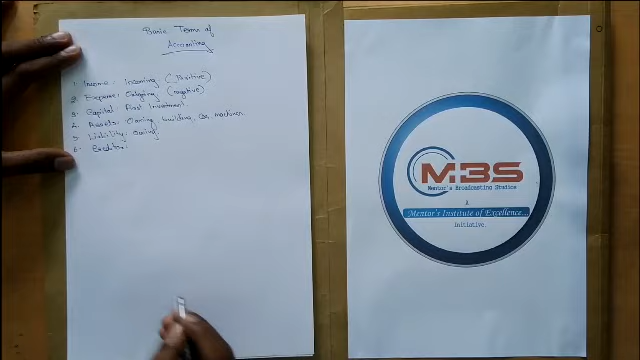 Basic Terms of
Accounting
1. Income: Incoming (Positive)
2. Expense: Outgoing (negative)
3. Capital: First Investment
4. Assets: Owning, building, car, machines
5. Liability: Owing
6.
MBS
Mentor's Broadcasting Studios
A
Mentor's Institute of Excellence...
Initiative.